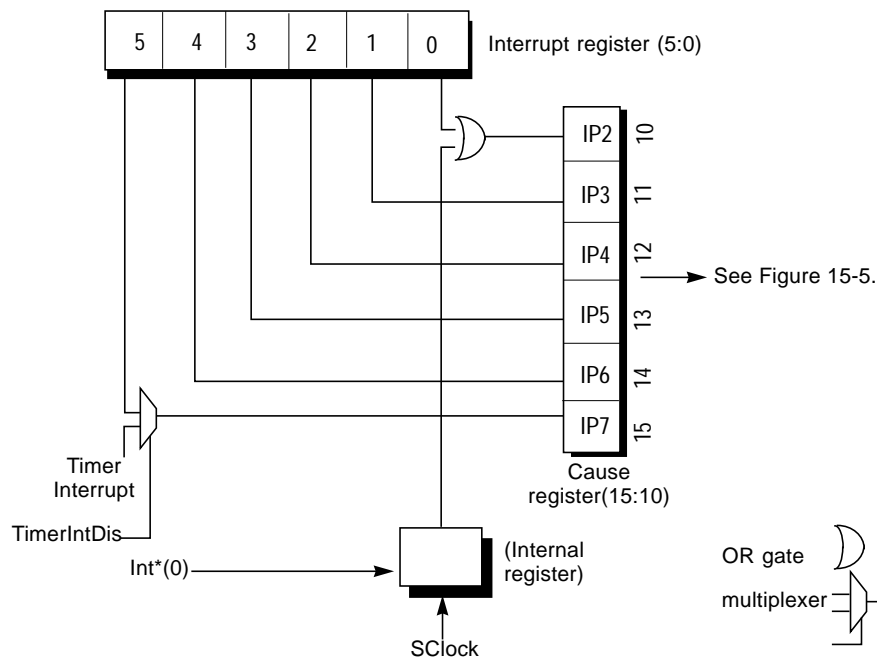 5 4 3 2 1 0
Interrupt register (5:0)
IP2 10
IP3 11
IP4 12
See Figure 15-5.
IP5 13
IP6 14
IP7 15
Timer
Interrupt
Cause
register(15:10)
TimerIntDis
(Internal
register)
Int*(0)
SClock
OR gate
multiplexer